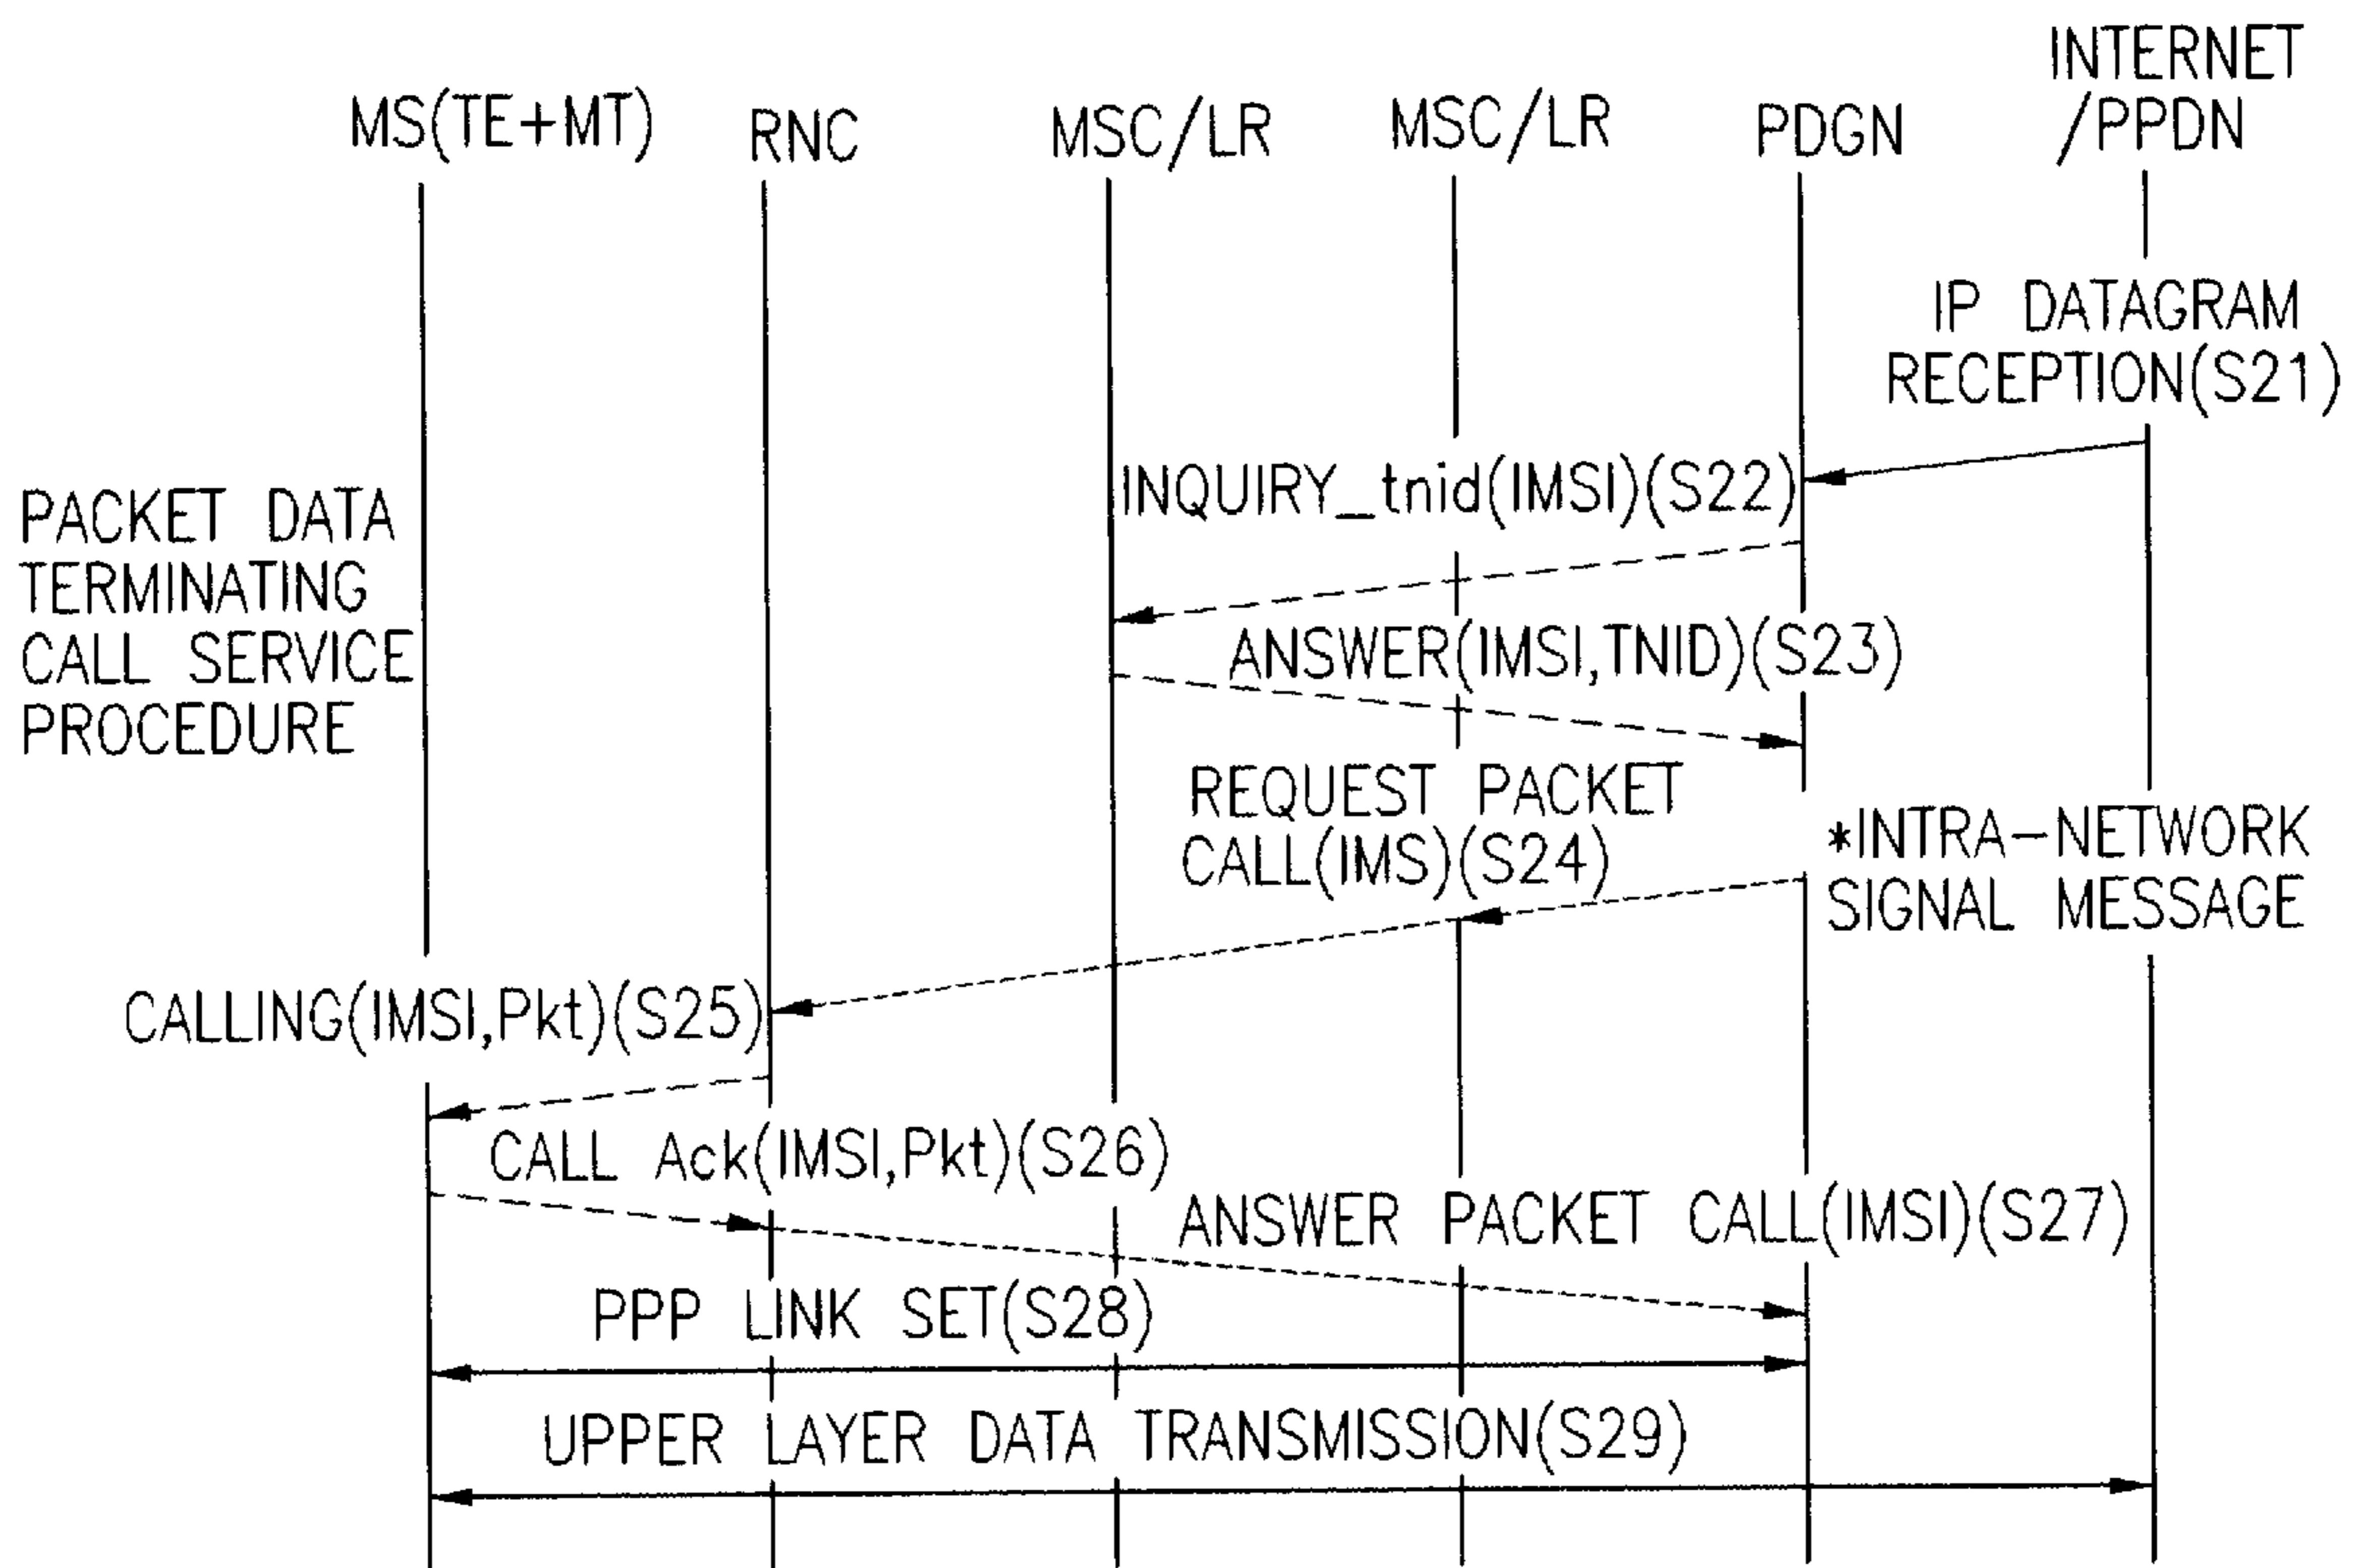 INTERNET
/PPDN
MS(TE+MT)
RNC
MSC/LR
MSC/LR
PDGN
IP DATAGRAM
RECEPTION(S21)
INQUIRY_tnid(IMSI)(S22)
PACKET DATA
TERMINATING
CALL SERVICE
PROCEDURE
ANSWER(IMSI,TNID)(S23)
REQUEST PACKET
CALL(IMS)(S24)
*INTRA-NETWORK
SIGNAL MESSAGE
CALLING(IMSI,Pkt)(S25)
CALL Ack(IMSI,Pkt)(S26)
ANSWER PACKET CALL(IMSI)(S27)
PPP LINK SET(S28)
UPPER LAYER DATA TRANSMISSION(S29)